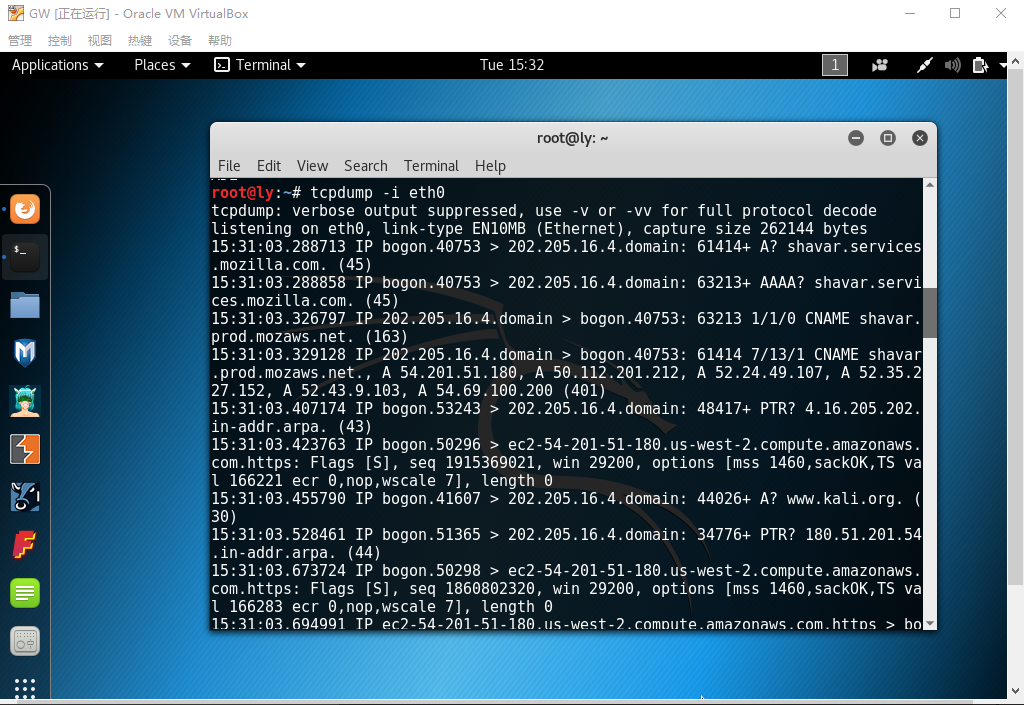 GW [正在运行] - Oracle VM VirtualBox
管理 控制 视图 热键 设备 帮助
Applications Places Terminal Tue 15:32 1
root@ly: ~
File Edit View Search Terminal Help
root@ly:~# tcpdump -i eth0
tcpdump: verbose output suppressed, use -v or -vv for full protocol decode
listening on eth0, link-type EN10MB (Ethernet), capture size 262144 bytes
15:31:03.288713 IP bogon.40753 > 202.205.16.4.domain: 61414+ A? shavar.services
.mozilla.com. (45)
15:31:03.288858 IP bogon.40753 > 202.205.16.4.domain: 63213+ AAAA? shavar.servi
ces.mozilla.com. (45)
15:31:03.326797 IP 202.205.16.4.domain > bogon.40753: 63213 1/1/0 CNAME shavar.
prod.mozaws.net. (163)
15:31:03.329128 IP 202.205.16.4.domain > bogon.40753: 61414 7/13/1 CNAME shavar
.prod.mozaws.net., A 54.201.51.180, A 50.112.201.212, A 52.24.49.107, A 52.35.2
27.152, A 52.43.9.103, A 54.69.100.200 (401)
15:31:03.407174 IP bogon.53243 > 202.205.16.4.domain: 48417+ PTR? 4.16.205.202.
in-addr.arpa. (43)
15:31:03.423763 IP bogon.50296 > ec2-54-201-51-180.us-west-2.compute.amazonaws.
com.https: Flags [S], seq 1915369021, win 29200, options [mss 1460,sackOK,TS va
l 166221 ecr 0,nop,wscale 7], length 0
15:31:03.455790 IP bogon.41607 > 202.205.16.4.domain: 44026+ A? www.kali.org. (
30)
15:31:03.528461 IP bogon.51365 > 202.205.16.4.domain: 34776+ PTR? 180.51.201.54
.in-addr.arpa. (44)
15:31:03.673724 IP bogon.50298 > ec2-54-201-51-180.us-west-2.compute.amazonaws.
com.https: Flags [S], seq 1860802320, win 29200, options [mss 1460,sackOK,TS va
l 166283 ecr 0,nop,wscale 7], length 0
15:31:03.694991 IP ec2-54-201-51-180.us-west-2.compute.amazonaws.com.https > bo